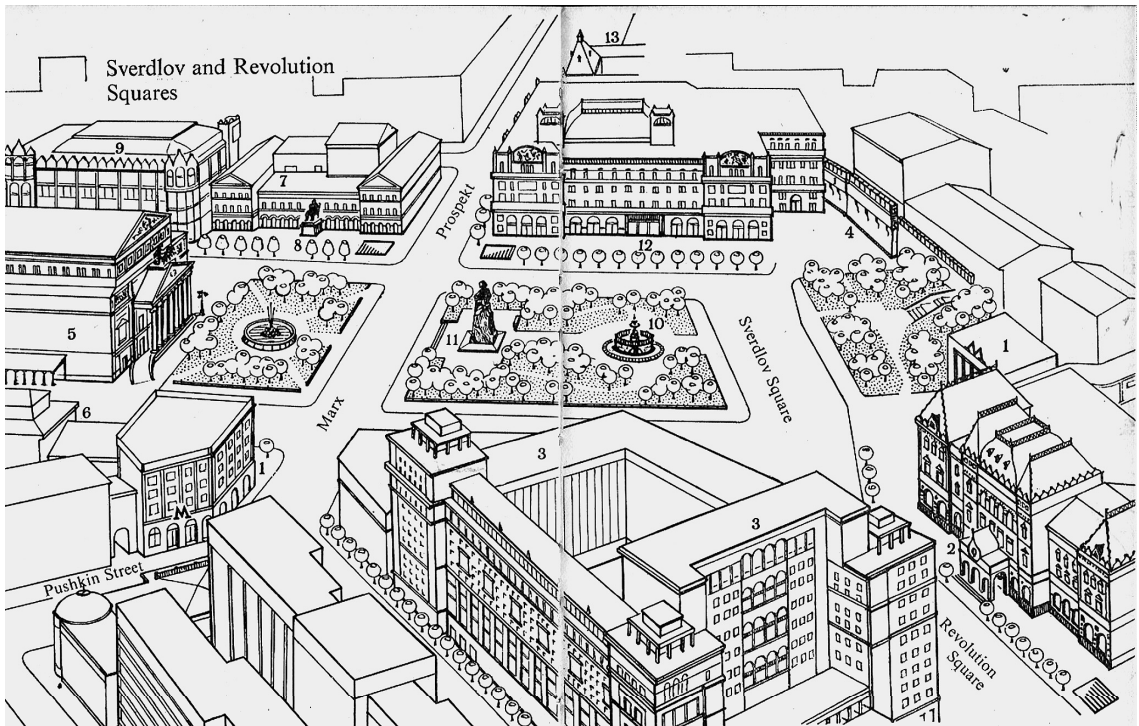 Sverdlov and Revolution
Squares
13
9
7
8
Prospekt
12
4
5
11
10
Sverdlov Square
1
6
Marx
3
1
M
3
2
Pushkin Street
Revolution
Square